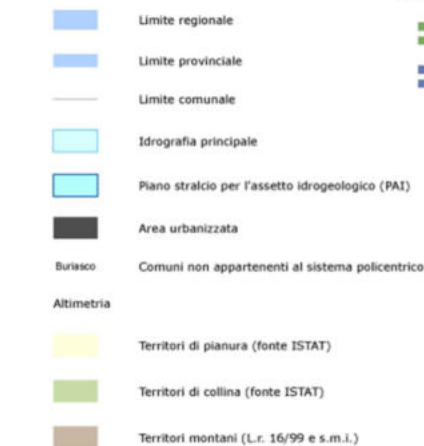 Limite regionale
Limite provinciale
Limite comunale
Idrografia principale
Piano stralcio per l'assetto idrogeologico (PAI)
Area urbanizzata
Buriasco Comuni non appartenenti al sistema policentrico
Altimetria
Territori di pianura (fonte ISTAT)
Territori di collina (fonte ISTAT)
Territori montani (L.r. 16/99 e s.m.i.)